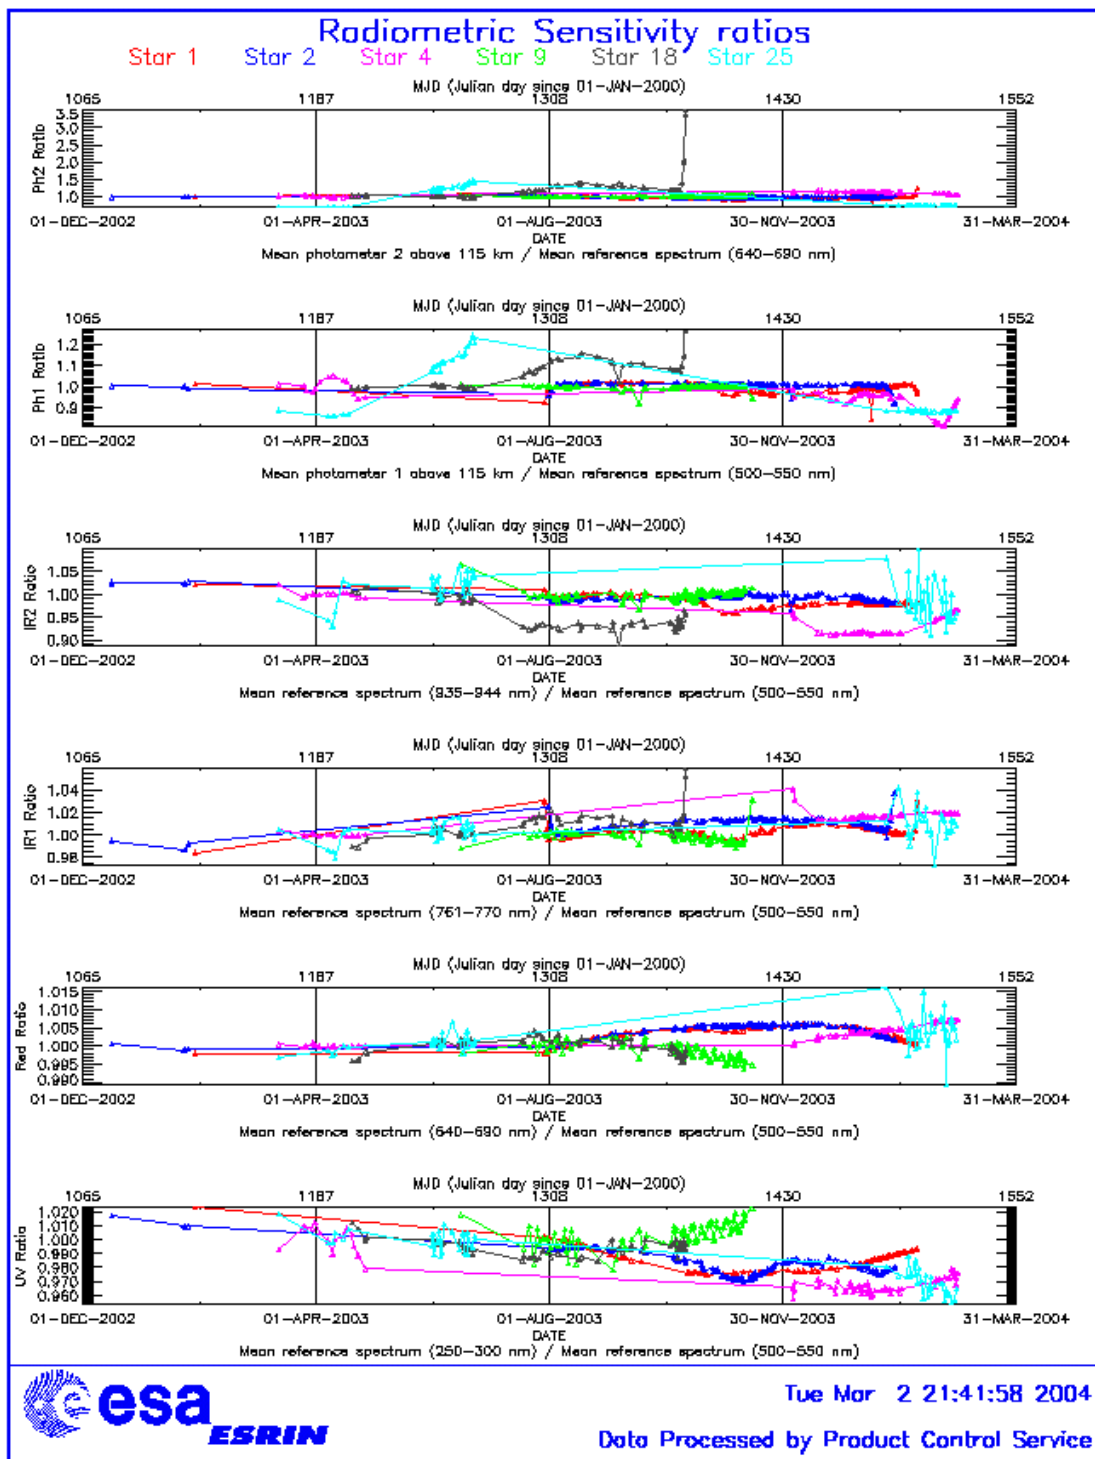 Radiometric Sensitivity ratios
Star 1 Star 2 Star 4 Star 9 Star 18 Star 25
MJD (Julian day since 01-JAN-2000)
1065 1187 1308 1430 1552
Ph2 Ratio
3.5
3.0
2.0
1.5
1.0
01-DEC-2002 01-APR-2003 01-AUG-2003 30-NOV-2003 31-MAR-2004
DATE
Mean photometer 2 above 115 km / Mean reference spectrum (640-690 nm)
MJD (Julian day since 01-JAN-2000)
1065 1187 1308 1430 1552
Ph1 Ratio
1.2
1.1
1.0
0.9
01-DEC-2002 01-APR-2003 01-AUG-2003 30-NOV-2003 31-MAR-2004
DATE
Mean photometer 1 above 115 km / Mean reference spectrum (500-550 nm)
MJD (Julian day since 01-JAN-2000)
1065 1187 1308 1430 1552
IR2 Ratio
1.05
1.00
0.95
0.90
01-DEC-2002 01-APR-2003 01-AUG-2003 30-NOV-2003 31-MAR-2004
DATE
Mean reference spectrum (935-944 nm) / Mean reference spectrum (500-550 nm)
MJD (Julian day since 01-JAN-2000)
1065 1187 1308 1430 1552
IR1 Ratio
1.04
1.02
1.00
0.98
01-DEC-2002 01-APR-2003 01-AUG-2003 30-NOV-2003 31-MAR-2004
DATE
Mean reference spectrum (761-770 nm) / Mean reference spectrum (500-550 nm)
MJD (Julian day since 01-JAN-2000)
1065 1187 1308 1430 1552
Red Ratio
1.015
1.005
1.000
0.995
0.990
01-DEC-2002 01-APR-2003 01-AUG-2003 30-NOV-2003 31-MAR-2004
DATE
Mean reference spectrum (640-690 nm) / Mean reference spectrum (500-550 nm)
MJD (Julian day since 01-JAN-2000)
1065 1187 1308 1430 1552
UV Ratio
1.020
1.010
1.000
0.990
0.980
0.970
0.960
01-DEC-2002 01-APR-2003 01-AUG-2003 30-NOV-2003 31-MAR-2004
DATE
Mean reference spectrum (250-300 nm) / Mean reference spectrum (500-550 nm)
esa
ESRIN
Tue Mar 2 21:41:58 2004
Data Processed by Product Control Service